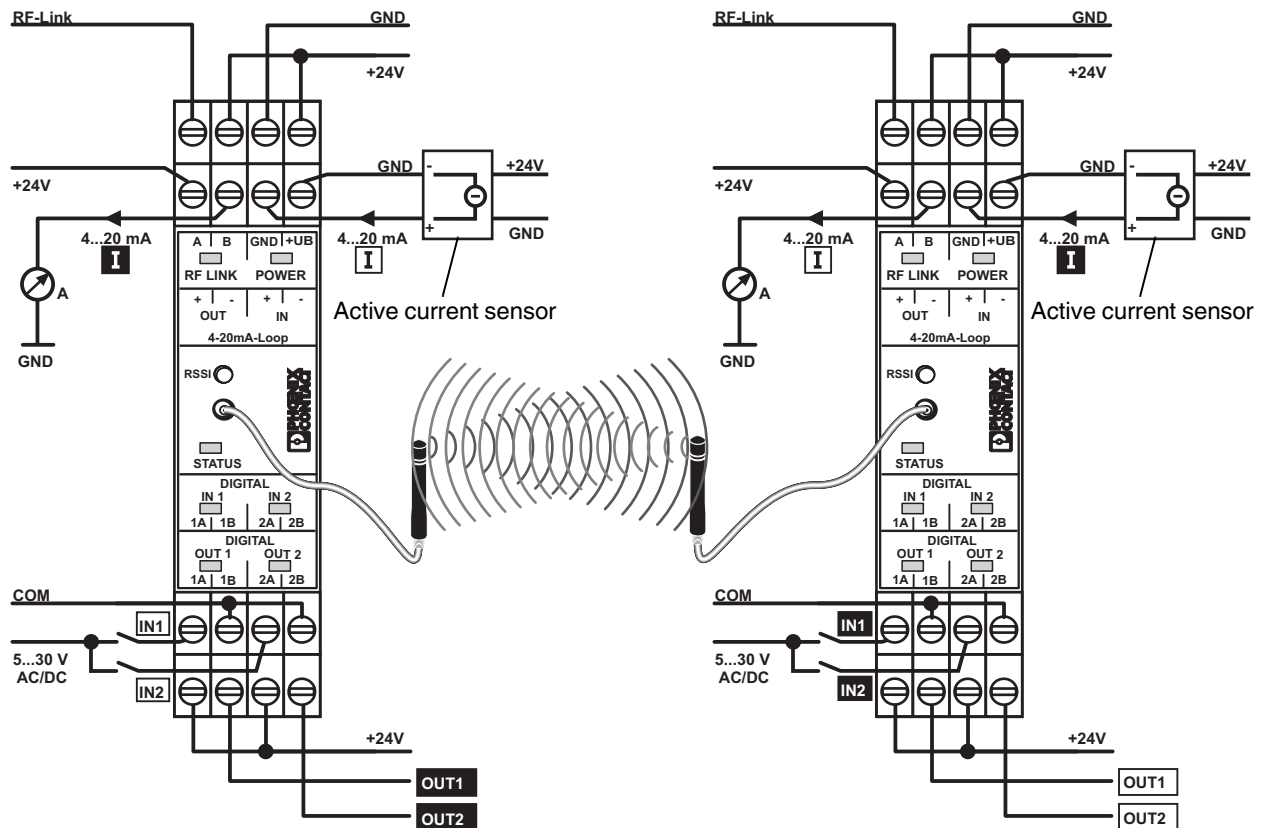 RF-Link
GND
+24V
+24V
GND
+24V
-
+
GND
4...20 mA
I
4...20 mA
I
A
GND
Active current sensor
A B GND +UB
RF LINK POWER
+ - + -
OUT IN
4-20mA-Loop
RSSI
PHOENIX
CONTACT
STATUS
DIGITAL
IN 1 IN 2
1A 1B 2A 2B
DIGITAL
OUT 1 OUT 2
1A 1B 2A 2B
COM
IN1
5...30 V
AC/DC
IN2
+24V
OUT1
OUT2
RF-Link
GND
+24V
+24V
GND
+24V
-
+
GND
4...20 mA
I
4...20 mA
I
A
GND
Active current sensor
A B GND +UB
RF LINK POWER
+ - + -
OUT IN
4-20mA-Loop
RSSI
PHOENIX
CONTACT
STATUS
DIGITAL
IN 1 IN 2
1A 1B 2A 2B
DIGITAL
OUT 1 OUT 2
1A 1B 2A 2B
COM
IN1
5...30 V
AC/DC
IN2
+24V
OUT1
OUT2